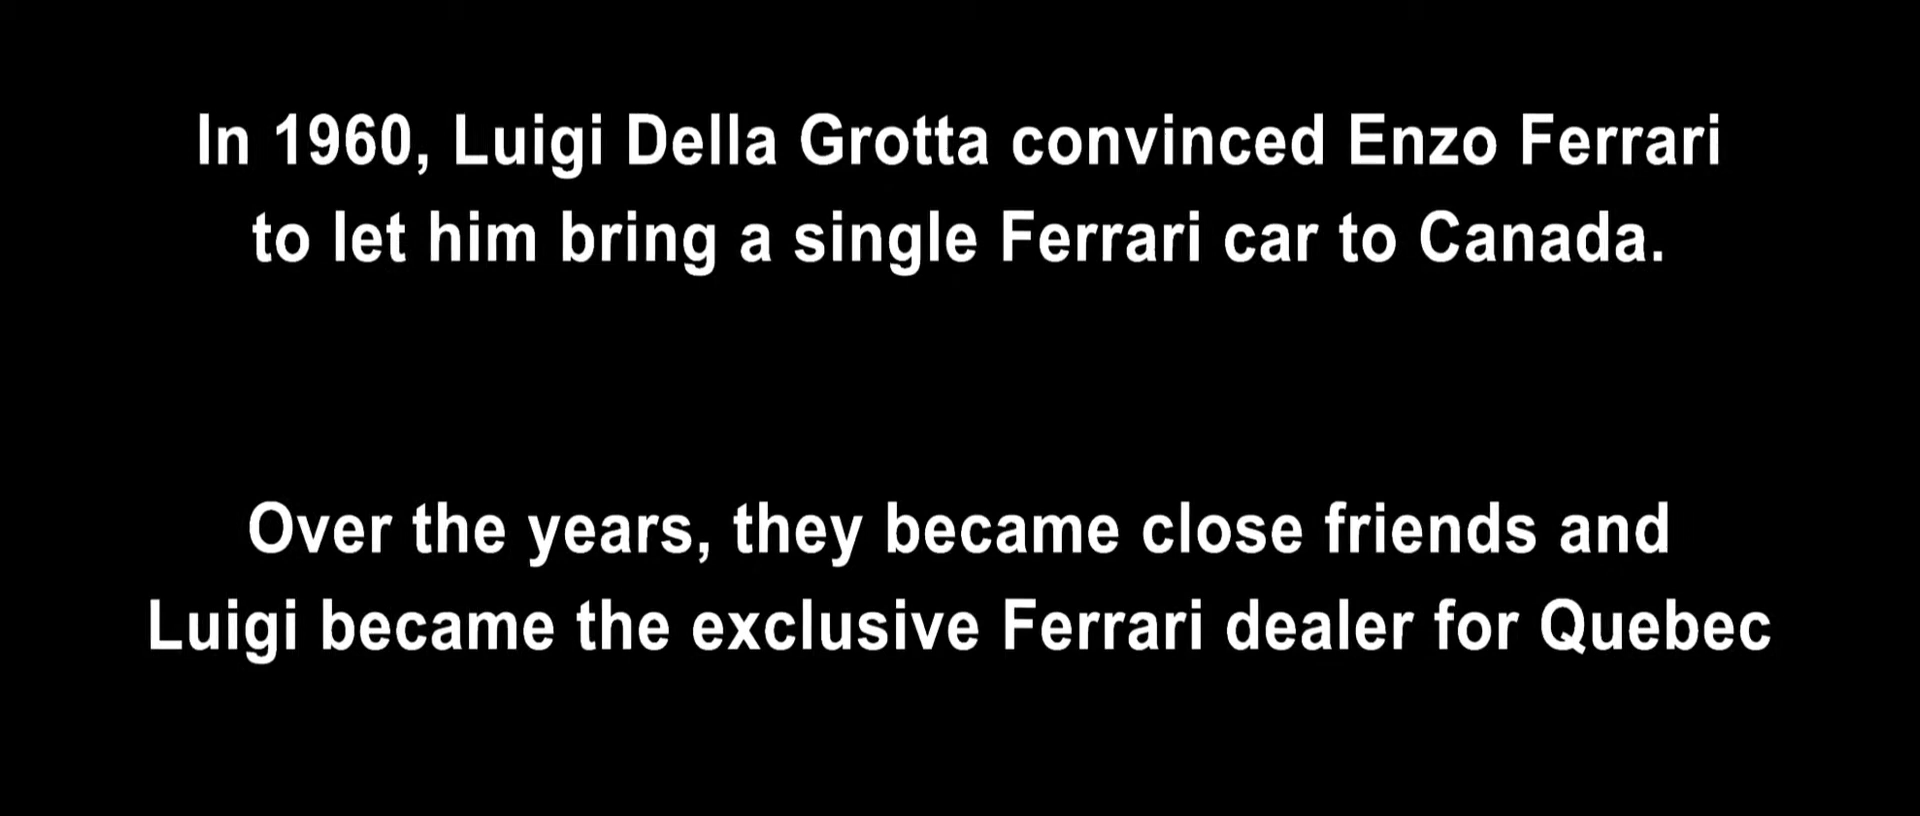 In 1960, Luigi Della Grotta convinced Enzo Ferrari
to let him bring a single Ferrari car to Canada.
Over the years, they became close friends and
Luigi became the exclusive Ferrari dealer for Quebec